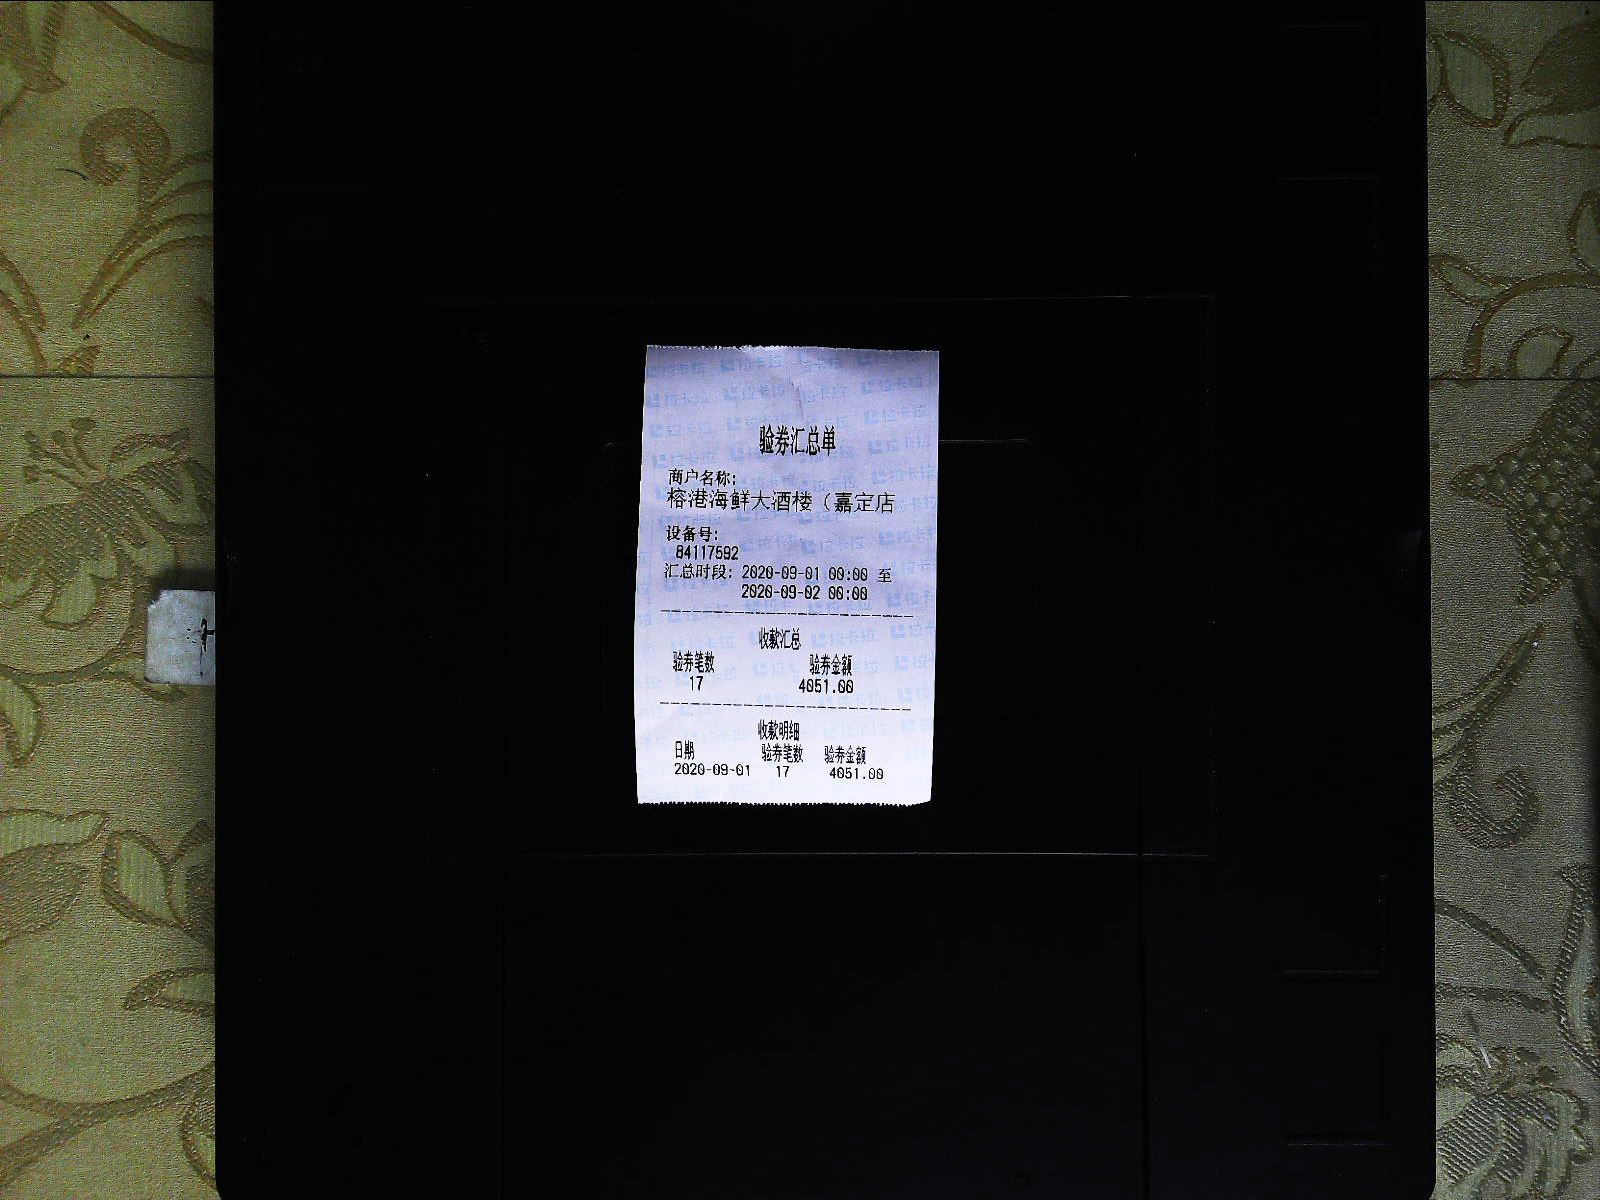 验券汇总单
商户名称:
榕港海鲜大酒楼（嘉定店
设备号:
84117592
汇总时段: 2020-09-01 00:00 至
2020-09-02 00:00
收款汇总
验券笔数 验券金额
17 4051.00
收款明细
日期 验券笔数 验券金额
2020-09-01 17 4051.00